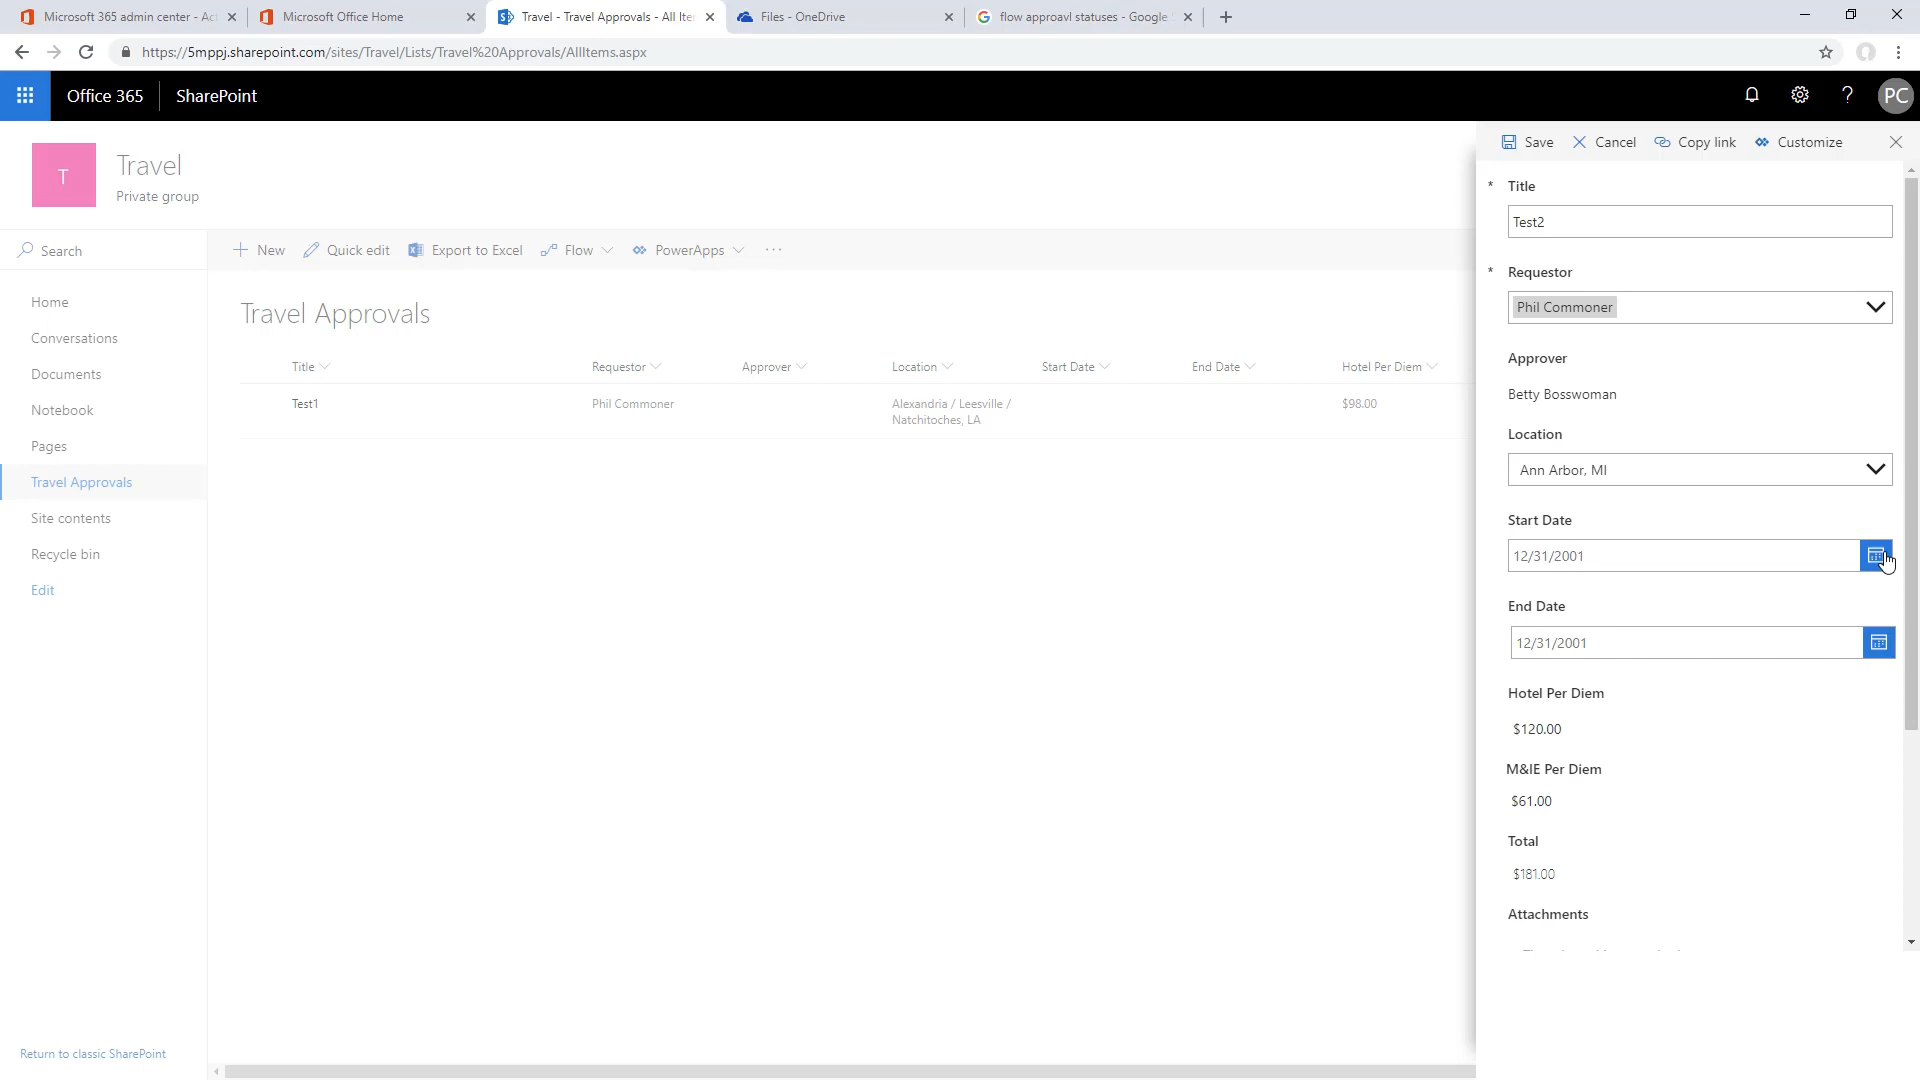 Microsoft 365 admin center - Act
Microsoft Office Home
Travel - Travel Approvals - All Iter
Files - OneDrive
flow approavl statuses - Google
https://5mppj.sharepoint.com/sites/Travel/Lists/Travel%20Approvals/AllItems.aspx
Office 365
SharePoint
PC
Save
Cancel
Copy link
Customize
T
Travel
Private group
Search
New
Quick edit
Export to Excel
Flow
PowerApps
Home
Conversations
Documents
Notebook
Pages
Travel Approvals
Site contents
Recycle bin
Edit
Return to classic SharePoint
Travel Approvals
Title
Requestor
Approver
Location
Start Date
End Date
Hotel Per Diem
Test1
Phil Commoner
Alexandria / Leesville /
Natchitoches, LA
$98.00
* Title
Test2
* Requestor
Phil Commoner
Approver
Betty Bosswoman
Location
Ann Arbor, MI
Start Date
12/31/2001
End Date
12/31/2001
Hotel Per Diem
$120.00
M&IE Per Diem
$61.00
Total
$181.00
Attachments